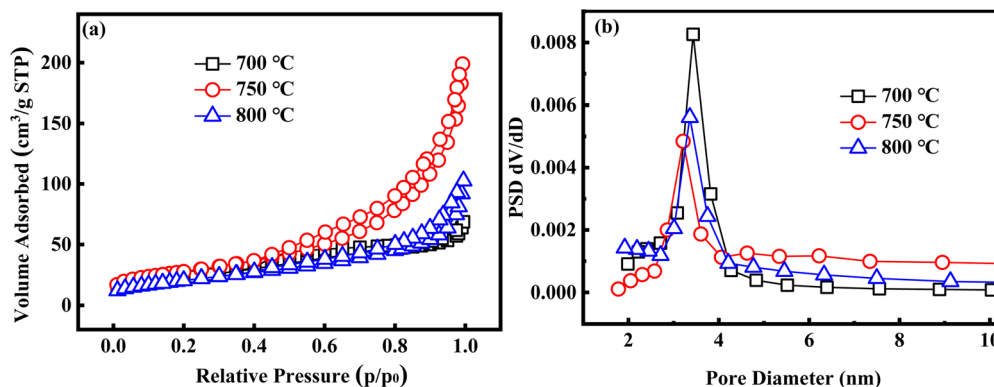 (a)
700 °C
750 °C
800 °C
200
150
100
50
0
0.0 0.2 0.4 0.6 0.8 1.0
Volume Adsorbed (cm³/g STP)
Relative Pressure (p/p₀)
(b)
700 °C
750 °C
800 °C
0.008
0.006
0.004
0.002
0.000
2 4 6 8 10
PSD dV/dD
Pore Diameter (nm)